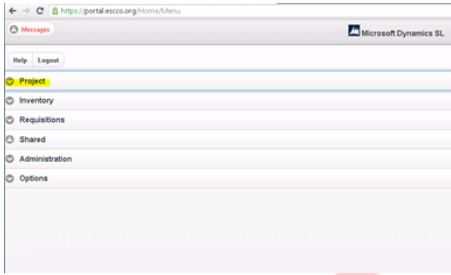 https://portal.escco.org/Home/Menu
Messages
Microsoft Dynamics SL
Help Logout
Project
Inventory
Requisitions
Shared
Administration
Options